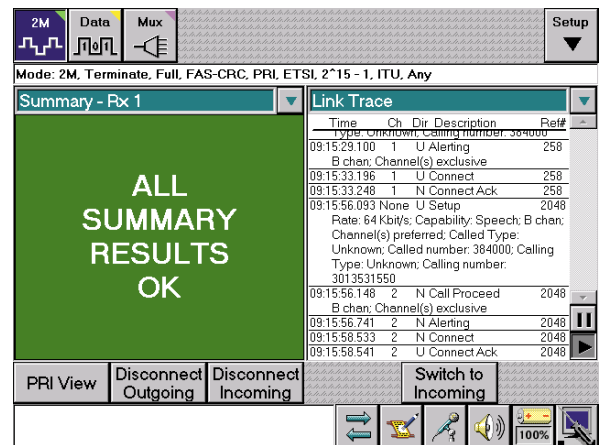 2M
Data
Mux
Setup
Mode: 2M, Terminate, Full, FAS-CRC, PRI, ETSI, 2^15 - 1, ITU, Any
Summary - Rx 1
Link Trace
ALL
SUMMARY
RESULTS
OK
Time Ch Dir Description Ref#
Type: Unknown; Calling number: 384000
09:15:29.100 1 U Alerting 258
B chan; Channel(s) exclusive
09:15:33.196 1 U Connect 258
09:15:33.248 1 N Connect Ack 258
09:15:56.093 None U Setup 2048
Rate: 64 Kbit/s; Capability: Speech; B chan;
Channel(s) preferred; Called Type:
Unknown; Called number: 384000; Calling
Type: Unknown; Calling number:
3013531550
09:15:56.148 2 N Call Proceed 2048
B chan; Channel(s) exclusive
09:15:56.741 2 N Alerting 2048
09:15:58.533 2 N Connect 2048
09:15:58.541 2 U Connect Ack 2048
PRI View
Disconnect
Outgoing
Disconnect
Incoming
Switch to
Incoming
100%